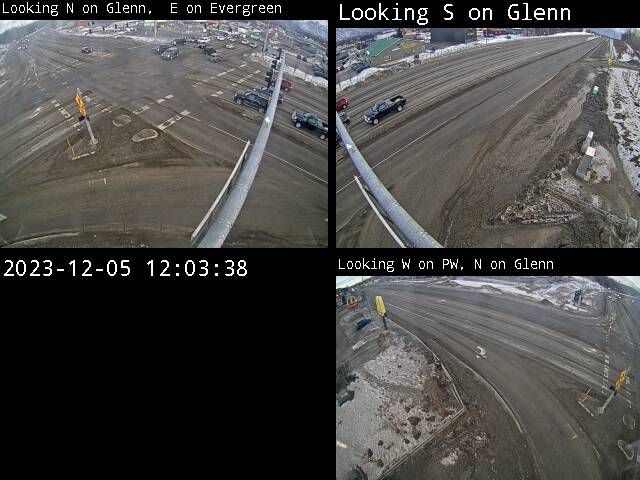 Looking N on Glenn,  E on Evergreen
Looking S on Glenn
2023-12-05 12:03:38
Looking W on PW, N on Glenn